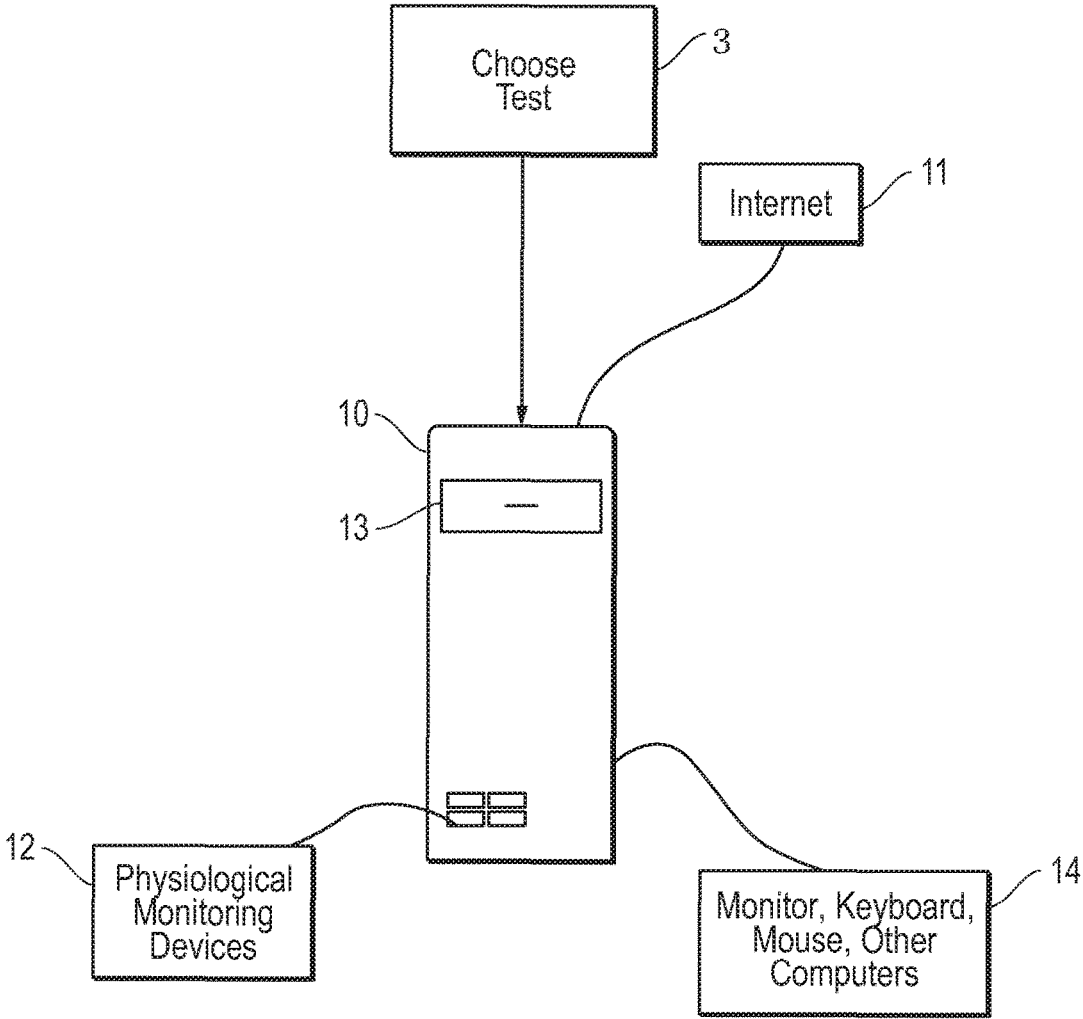 Choose
Test
3
Internet
11
10
13
12
Physiological
Monitoring
Devices
14
Monitor, Keyboard,
Mouse, Other
Computers